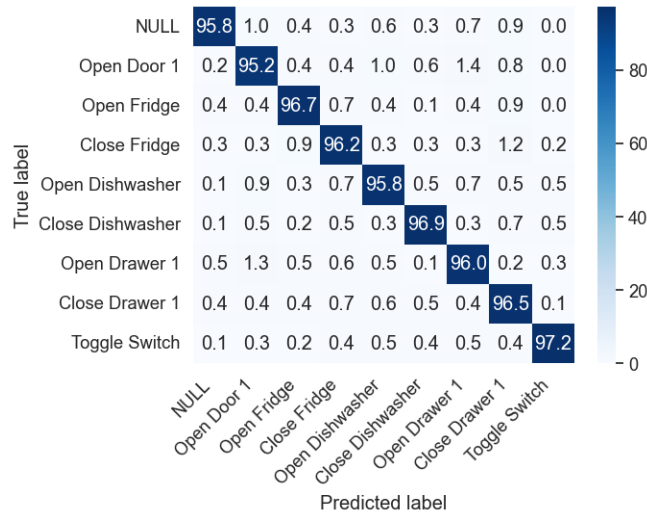 NULL 95.8 1.0 0.4 0.3 0.6 0.3 0.7 0.9 0.0
Open Door 1 0.2 95.2 0.4 0.4 1.0 0.6 1.4 0.8 0.0
Open Fridge 0.4 0.4 96.7 0.7 0.4 0.1 0.4 0.9 0.0
Close Fridge 0.3 0.3 0.9 96.2 0.3 0.3 0.3 1.2 0.2
Open Dishwasher 0.1 0.9 0.3 0.7 95.8 0.5 0.7 0.5 0.5
Close Dishwasher 0.1 0.5 0.2 0.5 0.3 96.9 0.3 0.7 0.5
Open Drawer 1 0.5 1.3 0.5 0.6 0.5 0.1 96.0 0.2 0.3
Close Drawer 1 0.4 0.4 0.4 0.7 0.6 0.5 0.4 96.5 0.1
Toggle Switch 0.1 0.3 0.2 0.4 0.5 0.4 0.5 0.4 97.2
True label
NULL
Open Door 1
Open Fridge
Close Fridge
Open Dishwasher
Close Dishwasher
Open Drawer 1
Close Drawer 1
Toggle Switch
Predicted label
80
60
40
20
0